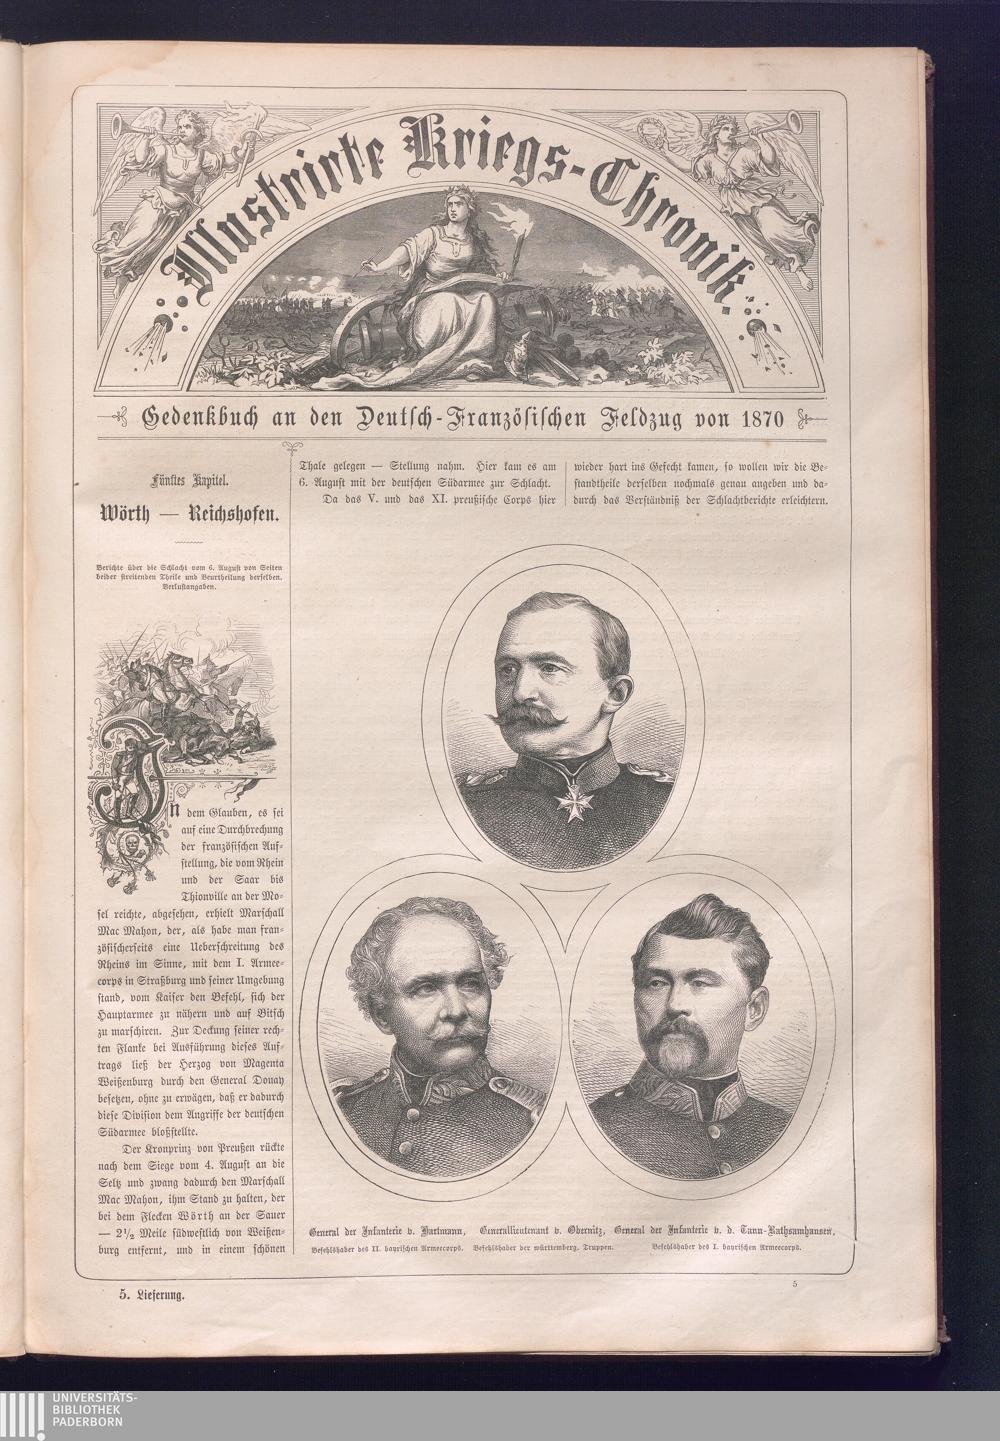 Illustrirte Kriegs-Chronik.
Gedenkbuch an den Deutsch-Französischen Feldzug von 1870
Fünftes Kapitel.
Wörth — Reichshofen.
Berichte über die Schlacht vom 6. August von Seiten
beider streitenden Theile und Beurtheilung derselben.
Verlustangaben.
In dem Glauben, es sei
auf eine Durchbrechung
der französischen Auf-
stellung, die vom Rhein
und der Saar bis
Thionville an der Mo-
sel reichte, abgesehen, erhielt Marschall
Mac Mahon, der, als habe man fran-
zösischerseits eine Ueberschreitung des
Rheins im Sinne, mit dem I. Armee-
corps in Straßburg und seiner Umgebung
stand, vom Kaiser den Befehl, sich der
Hauptarmee zu nähern und auf Bitsch
zu marschiren. Zur Deckung seiner rech-
ten Flanke bei Ausführung dieses Auf-
trags ließ der Herzog von Magenta
Weißenburg durch den General Douay
besetzen, ohne zu erwägen, daß er dadurch
diese Division dem Angriffe der deutschen
Südarmee bloßstellte.
Der Kronprinz von Preußen rückte
nach dem Siege vom 4. August an die
Seltz und zwang dadurch den Marschall
Mac Mahon, ihm Stand zu halten, der
bei dem Flecken Wörth an der Sauer
— 2½ Meile südwestlich von Weißen-
burg entfernt, und in einem schönen
Thale gelegen — Stellung nahm. Hier kam es am
6. August mit der deutschen Südarmee zur Schlacht.
Da das V. und das XI. preußische Corps hier
wieder hart ins Gefecht kamen, so wollen wir die Be-
standtheile derselben nochmals genau angeben und da-
durch das Verständniß der Schlachtberichte erleichtern.
General der Infanterie v. Hartmann,
Befehlshaber des II. bayrischen Armeecorps.
Generallieutenant v. Obernitz,
Befehlshaber der württemberg. Truppen.
General der Infanterie v. d. Tann-Rathsamhausen,
Befehlshaber des I. bayrischen Armeecorps.
5. Lieferung.
5
UNIVERSITÄTS-
BIBLIOTHEK
PADERBORN